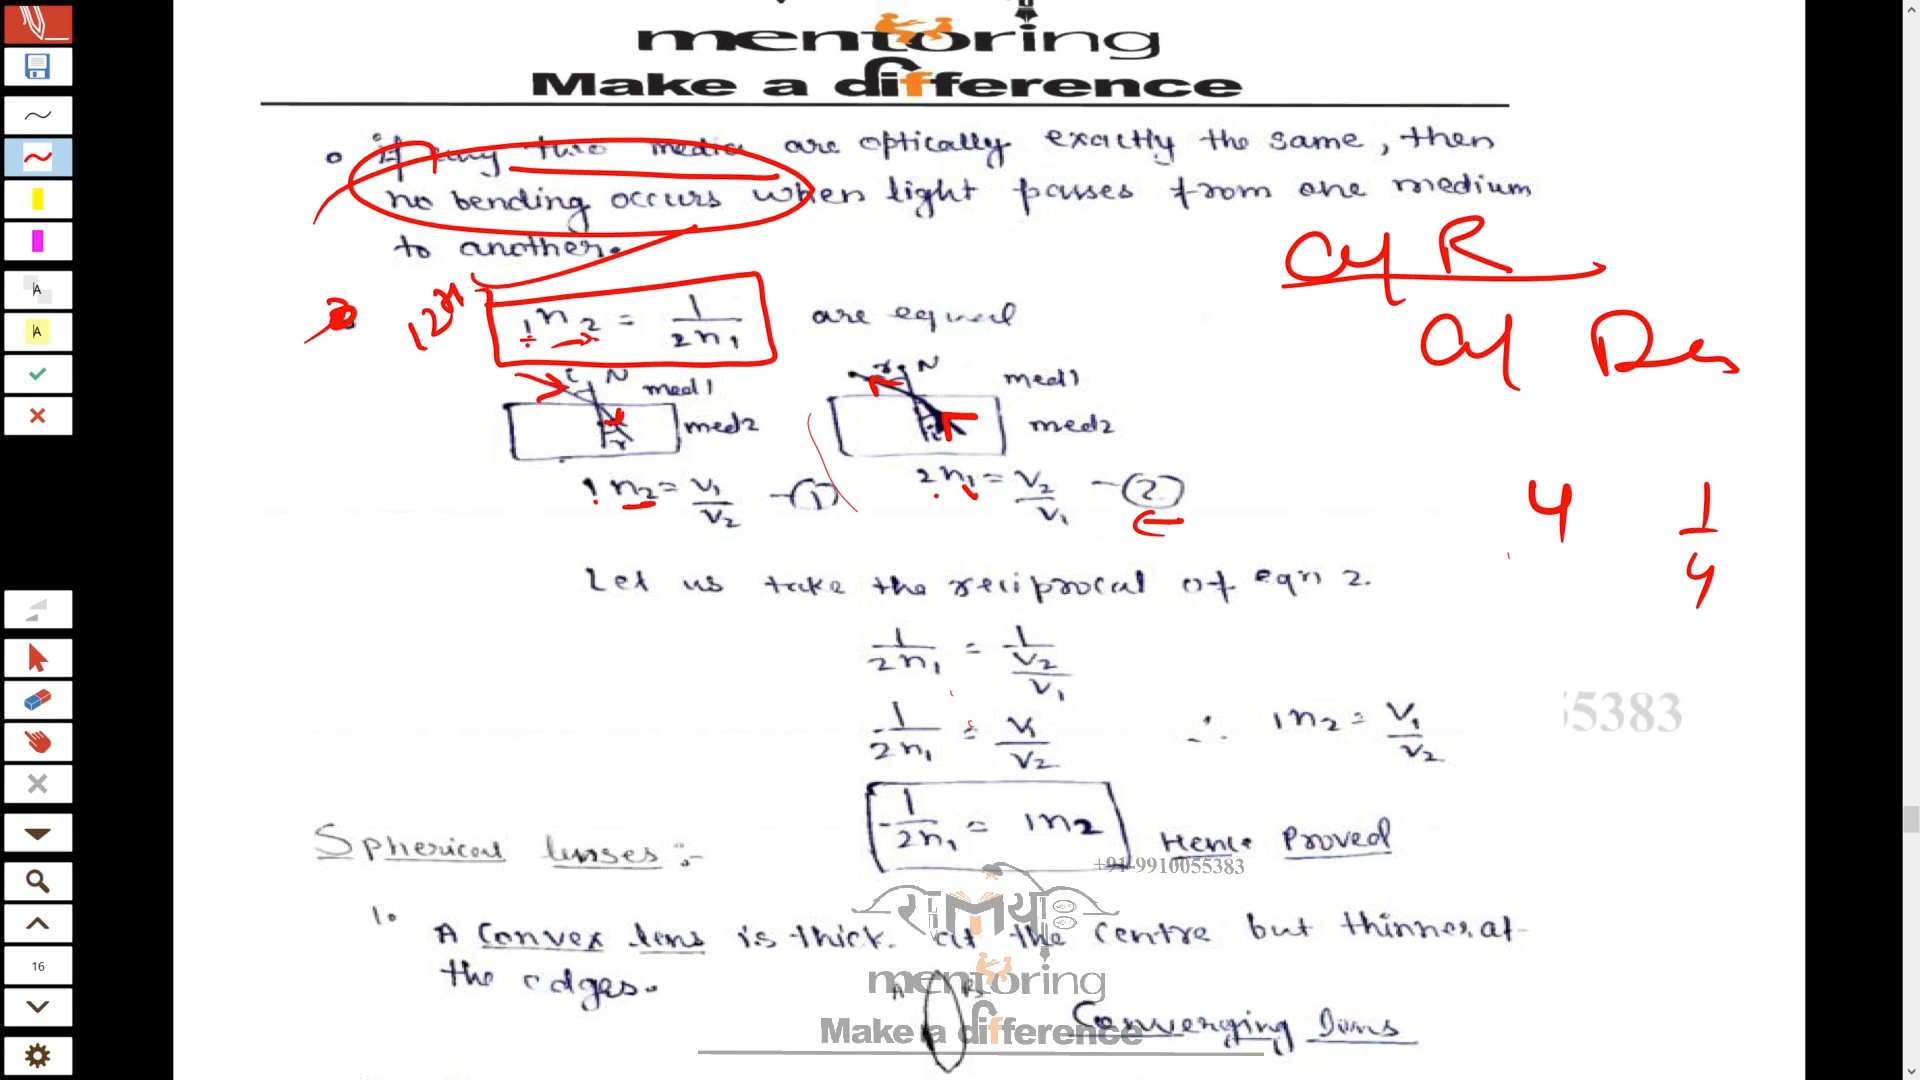 mentoring
Make a difference
if any two media are optically exactly the same, then
no bending occurs when light passes from one medium
to another.
12th
1n2 = 1/2n1 are equal
i N med1
med2
r
r N med1
med2
i
1n2 = v1/v2 -(1)
2n1 = v2/v1 -(2)
4 1/4
Let us take the reciprocal of eqn 2.
1/2n1 = 1/v2/v1
1/2n1 = v1/v2 ∴ 1n2 = v1/v2
55383
1/2n1 = 1n2 Hence Proved
+91-9910055383
Spherical lenses:-
1.
A convex lens is thick at the centre but thinner at
the edges.
A B
mentoring
Make a difference
Converging lens
16